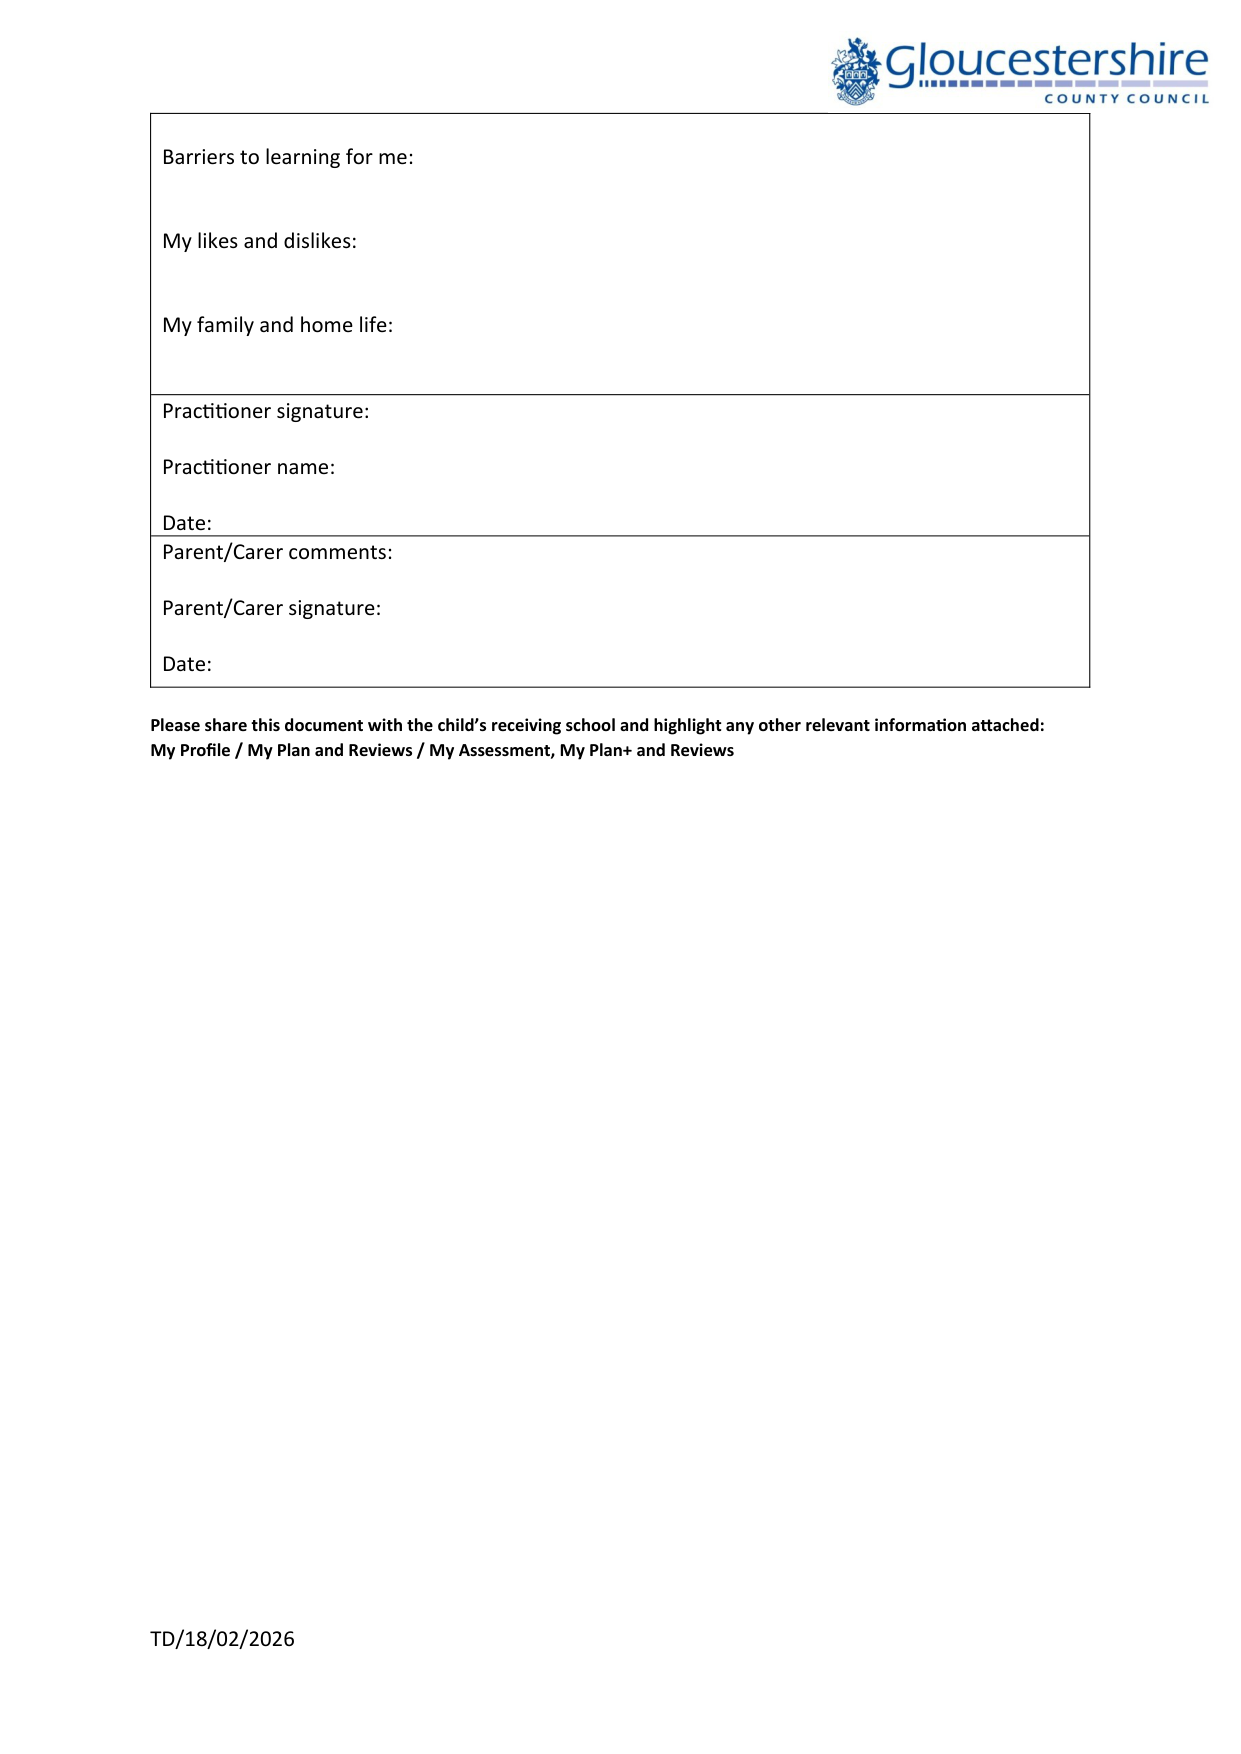 Gloucestershire
COUNTY COUNCIL
Barriers to learning for me:
My likes and dislikes:
My family and home life:
Practitioner signature:
Practitioner name:
Date:
Parent/Carer comments:
Parent/Carer signature:
Date:
Please share this document with the child’s receiving school and highlight any other relevant information attached:
My Profile / My Plan and Reviews / My Assessment, My Plan+ and Reviews
TD/18/02/2026